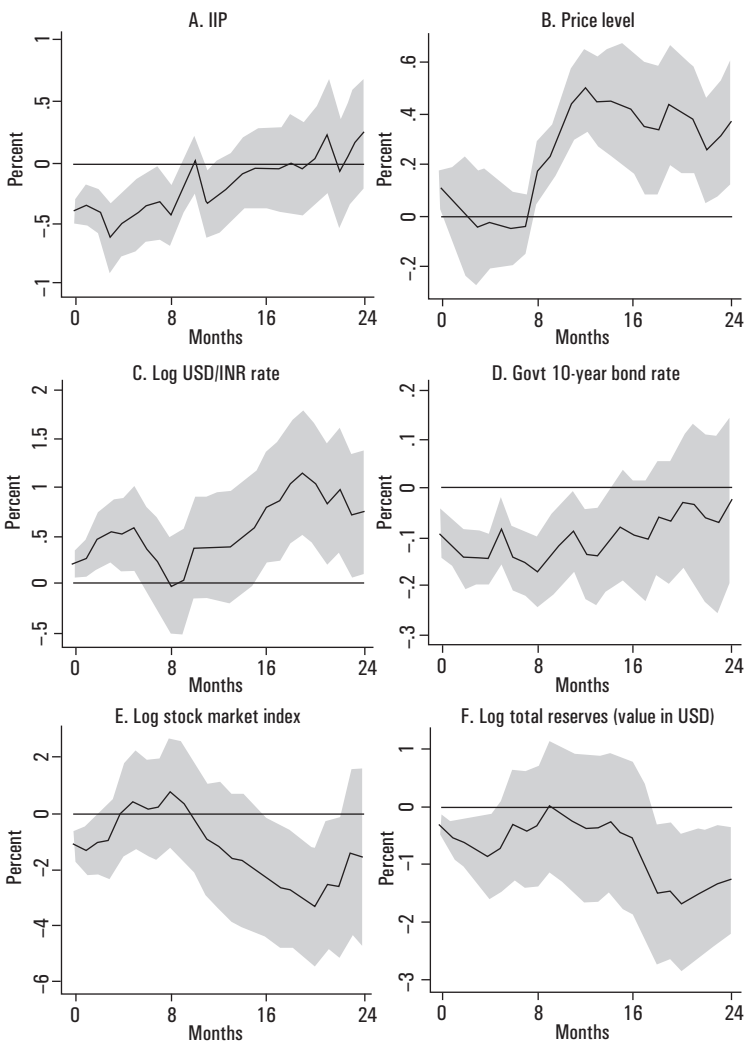 A. IIP
Percent
1
.5
0
–.5
–1
0 8 16 24
Months
B. Price level
Percent
.6
.4
.2
0
–.2
0 8 16 24
Months
C. Log USD/INR rate
Percent
2
1.5
1
.5
0
–.5
0 8 16 24
Months
D. Govt 10-year bond rate
Percent
.2
.1
0
–.1
–.2
–.3
0 8 16 24
Months
E. Log stock market index
Percent
2
0
–2
–4
–6
0 8 16 24
Months
F. Log total reserves (value in USD)
Percent
1
0
–1
–2
–3
0 8 16 24
Months